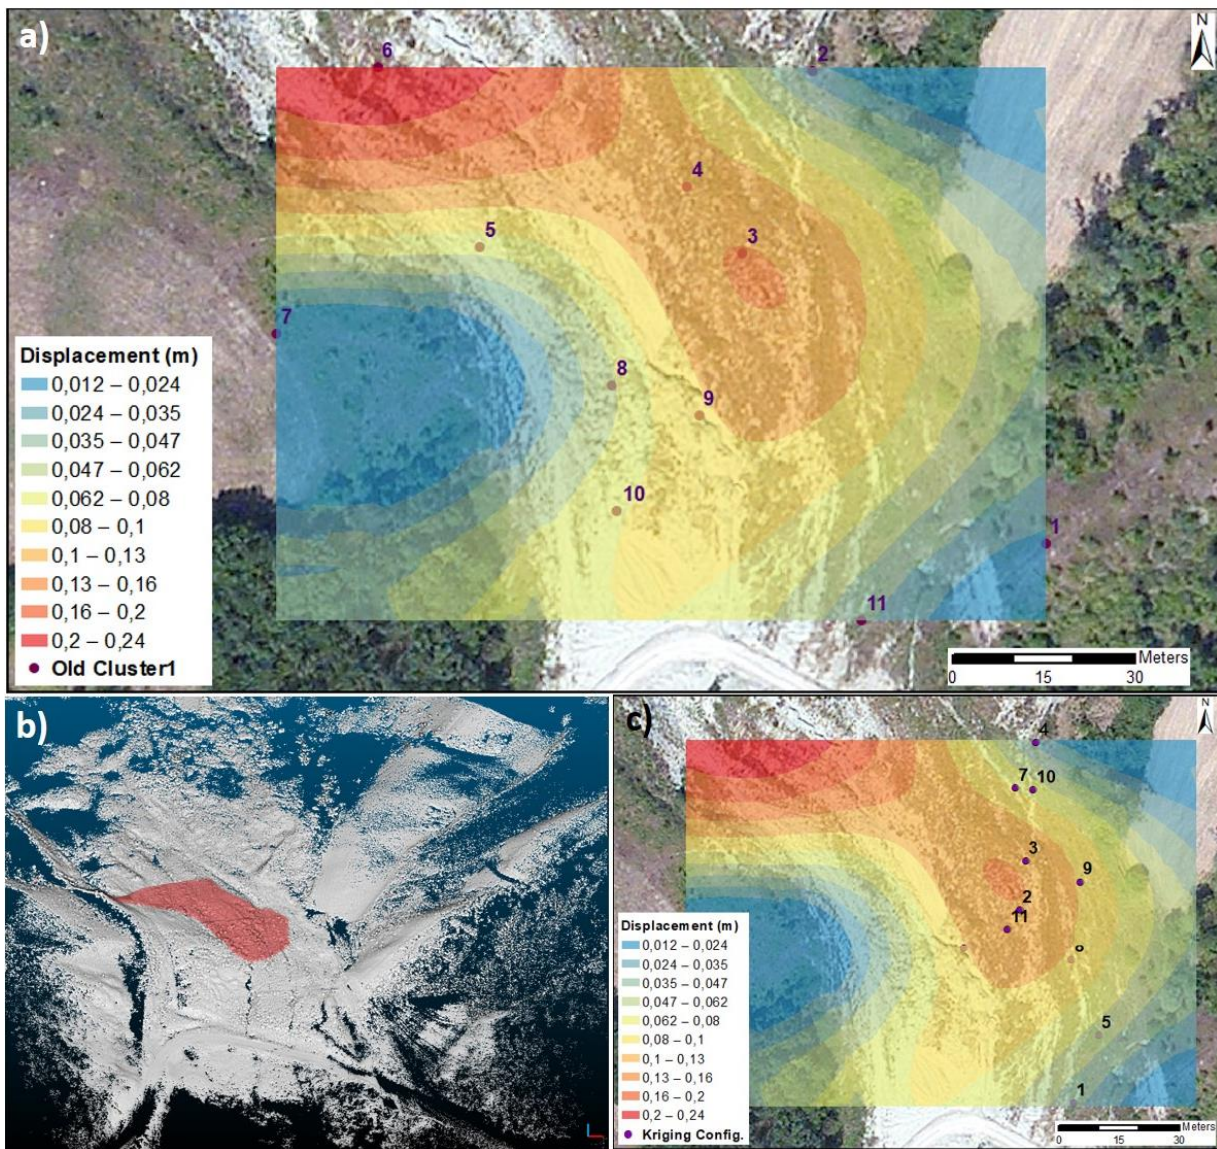 a)
N
6
2
4
5
3
7
8
9
10
1
11
Displacement (m)
0,012 – 0,024
0,024 – 0,035
0,035 – 0,047
0,047 – 0,062
0,062 – 0,08
0,08 – 0,1
0,1 – 0,13
0,13 – 0,16
0,16 – 0,2
0,2 – 0,24
Old Cluster1
Meters
0 15 30
b)
c)
N
4
7 10
3
9
2
11
5
1
Displacement (m)
0,012 – 0,024
0,024 – 0,035
0,035 – 0,047
0,047 – 0,062
0,062 – 0,08
0,08 – 0,1
0,1 – 0,13
0,13 – 0,16
0,16 – 0,2
0,2 – 0,24
Kriging Config.
Meters
0 15 30